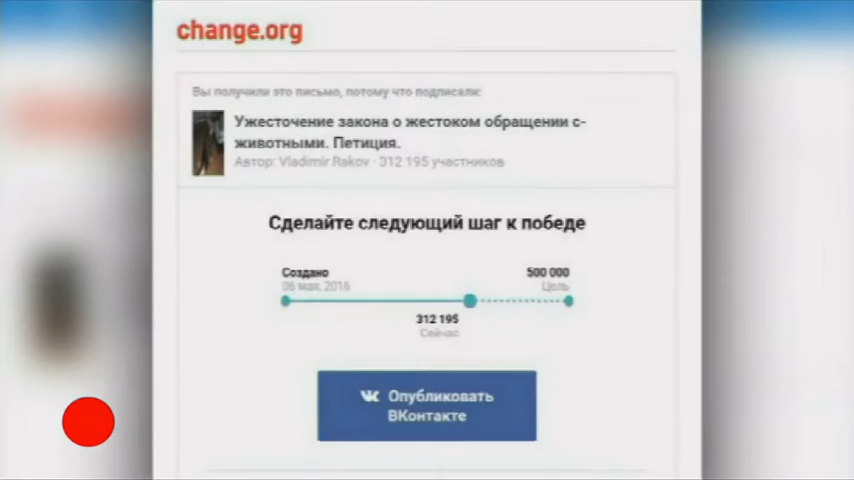 change.org
Вы получили это письмо, потому что подписали:
Ужесточение закона о жестоком обращении с-
животными. Петиция.
Автор: Vladimir Rakov · 312 195 участников
Сделайте следующий шаг к победе
Создано
500 000
06 мая, 2016
Цель
312 195
Сейчас
Опубликовать
ВКонтакте